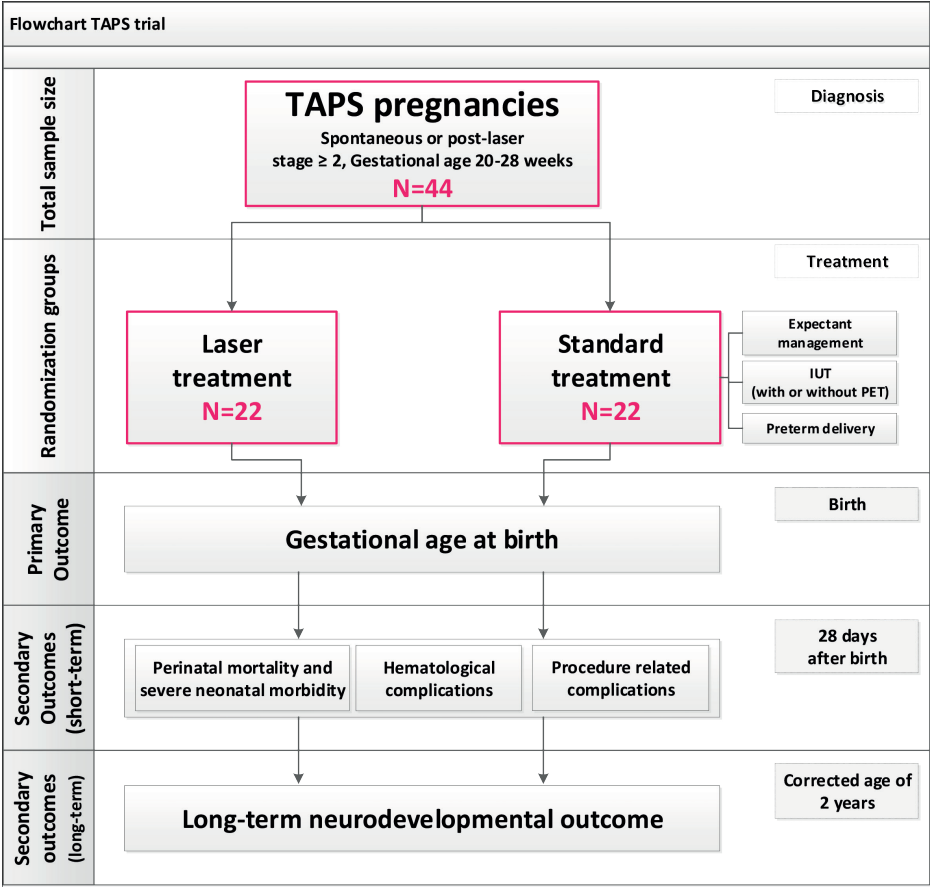 Flowchart TAPS trial
Total sample size
TAPS pregnancies
Spontaneous or post-laser
stage ≥ 2, Gestational age 20-28 weeks
N=44
Diagnosis
Randomization groups
Treatment
Laser
treatment
N=22
Standard
treatment
N=22
Expectant
management
IUT
(with or without PET)
Preterm delivery
Primary
Outcome
Gestational age at birth
Birth
Secondary
Outcomes
(short-term)
Perinatal mortality and
severe neonatal morbidity
Hematological
complications
Procedure related
complications
28 days
after birth
Secondary
outcomes
(long-term)
Long-term neurodevelopmental outcome
Corrected age of
2 years